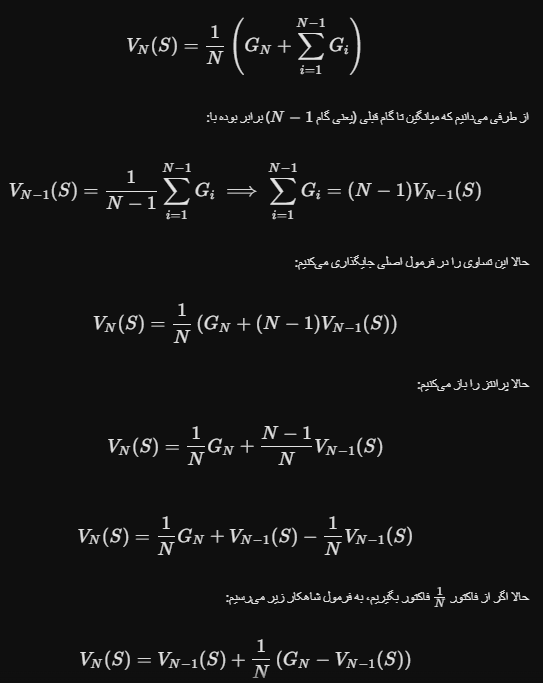 V_N(S) = \frac{1}{N} \left( G_N + \sum_{i=1}^{N-1} G_i \right)
از طرفی می‌دانیم که میانگین تا گام قبلی (یعنی گام N − 1) برابر بوده با:
V_{N-1}(S) = \frac{1}{N-1} \sum_{i=1}^{N-1} G_i \implies \sum_{i=1}^{N-1} G_i = (N-1)V_{N-1}(S)
حالا این تساوی را در فرمول اصلی جایگذاری می‌کنیم:
V_N(S) = \frac{1}{N} (G_N + (N-1)V_{N-1}(S))
حالا پرانتز را باز می‌کنیم:
V_N(S) = \frac{1}{N} G_N + \frac{N-1}{N} V_{N-1}(S)
V_N(S) = \frac{1}{N} G_N + V_{N-1}(S) - \frac{1}{N} V_{N-1}(S)
حالا اگر از فاکتور \frac{1}{N} فاکتور بگیریم، به فرمول شاهکار زیر می‌رسیم:
V_N(S) = V_{N-1}(S) + \frac{1}{N} (G_N - V_{N-1}(S))